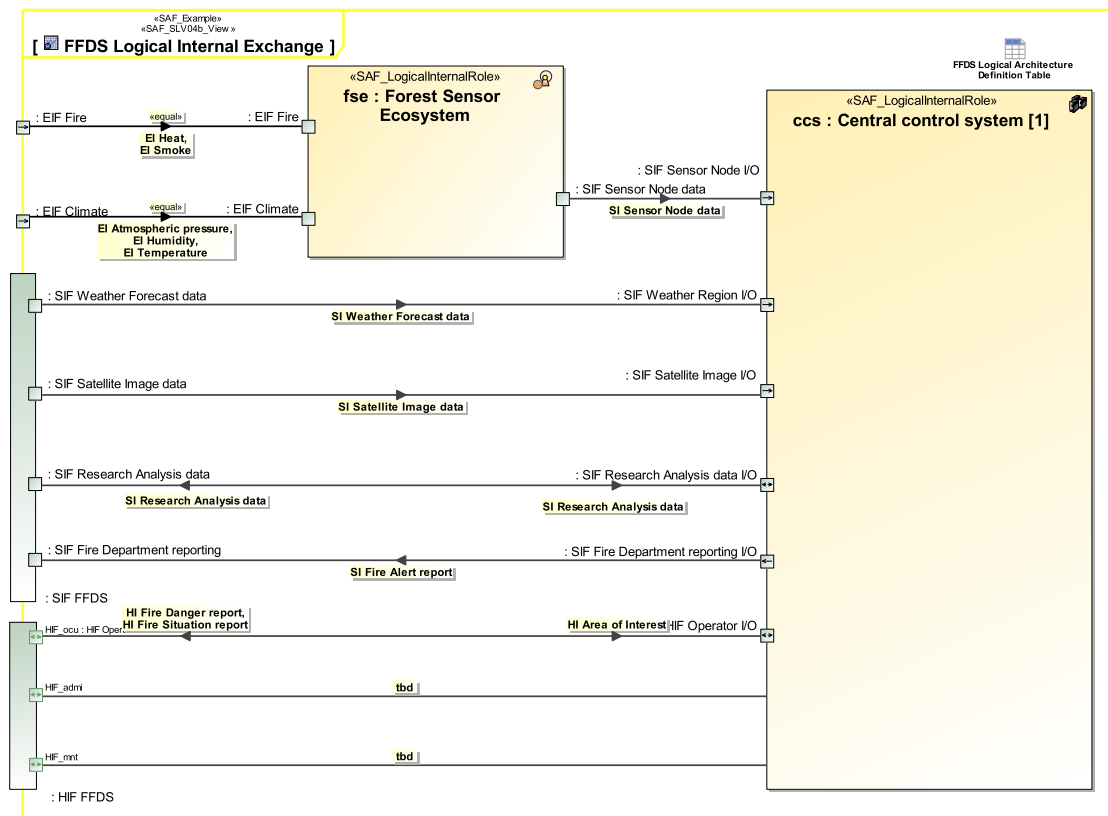 «SAF_Example»
«SAF_SLV04b_View »
[ FFDS Logical Internal Exchange ]
FFDS Logical Architecture
Definition Table
«SAF_LogicalInternalRole»
fse : Forest Sensor
Ecosystem
«SAF_LogicalInternalRole»
ccs : Central control system [1]
: EIF Fire
«equal»
: EIF Fire
EI Heat,
EI Smoke
: SIF Sensor Node I/O
: SIF Sensor Node data
SI Sensor Node data
: EIF Climate
«equal»
: EIF Climate
EI Atmospheric pressure,
EI Humidity,
EI Temperature
: SIF Weather Forecast data
: SIF Weather Region I/O
SI Weather Forecast data
: SIF Satellite Image data
: SIF Satellite Image I/O
SI Satellite Image data
: SIF Research Analysis data
: SIF Research Analysis data I/O
SI Research Analysis data
SI Research Analysis data
: SIF Fire Department reporting
: SIF Fire Department reporting I/O
SI Fire Alert report
: SIF FFDS
HI Fire Danger report,
HI Fire Situation report
HIF_ocu : HIF Oper
HI Area of Interest
HIF Operator I/O
HIF_admi
tbd
HIF_mnt
tbd
: HIF FFDS